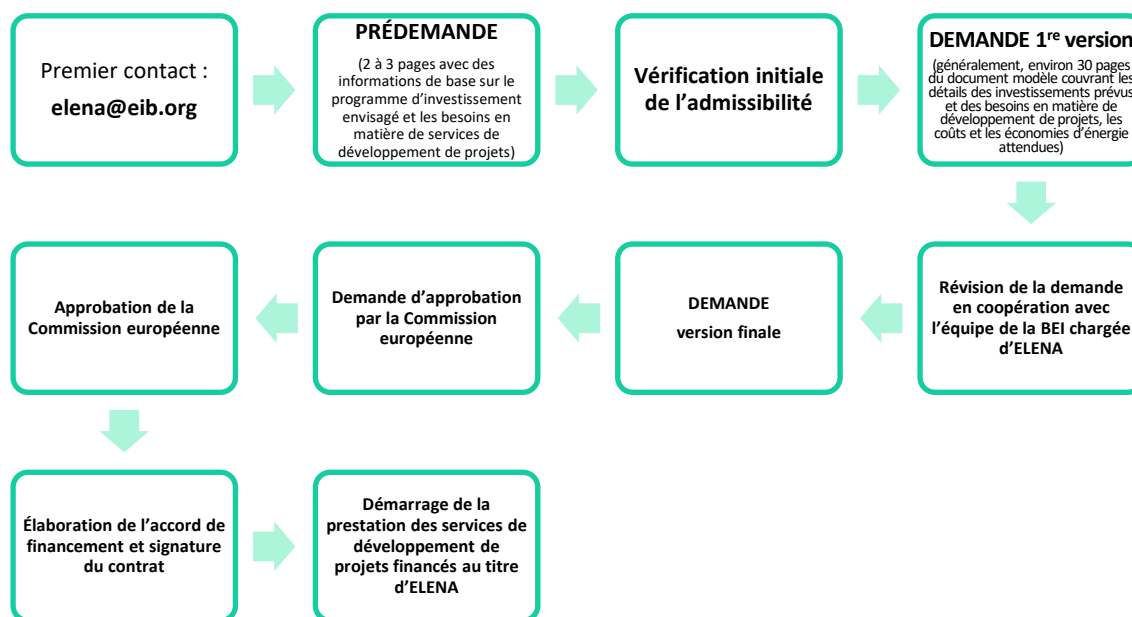 Premier contact :
elena@eib.org
PRÉDEMANDE
(2 à 3 pages avec des
informations de base sur le
programme d’investissement
envisagé et les besoins en
matière de services de
développement de projets)
Vérification initiale
de l’admissibilité
DEMANDE 1re version
(généralement, environ 30 pages
du document modèle couvrant les
détails des investissements prévus
et des besoins en matière de
développement de projets, les
coûts et les économies d’énergie
attendues)
Révision de la demande
en coopération avec
l’équipe de la BEI chargée
d’ELENA
DEMANDE
version finale
Demande d’approbation
par la Commission
européenne
Approbation de la
Commission européenne
Élaboration de l’accord de
financement et signature
du contrat
Démarrage de la
prestation des services de
développement de
projets financés au titre
d’ELENA